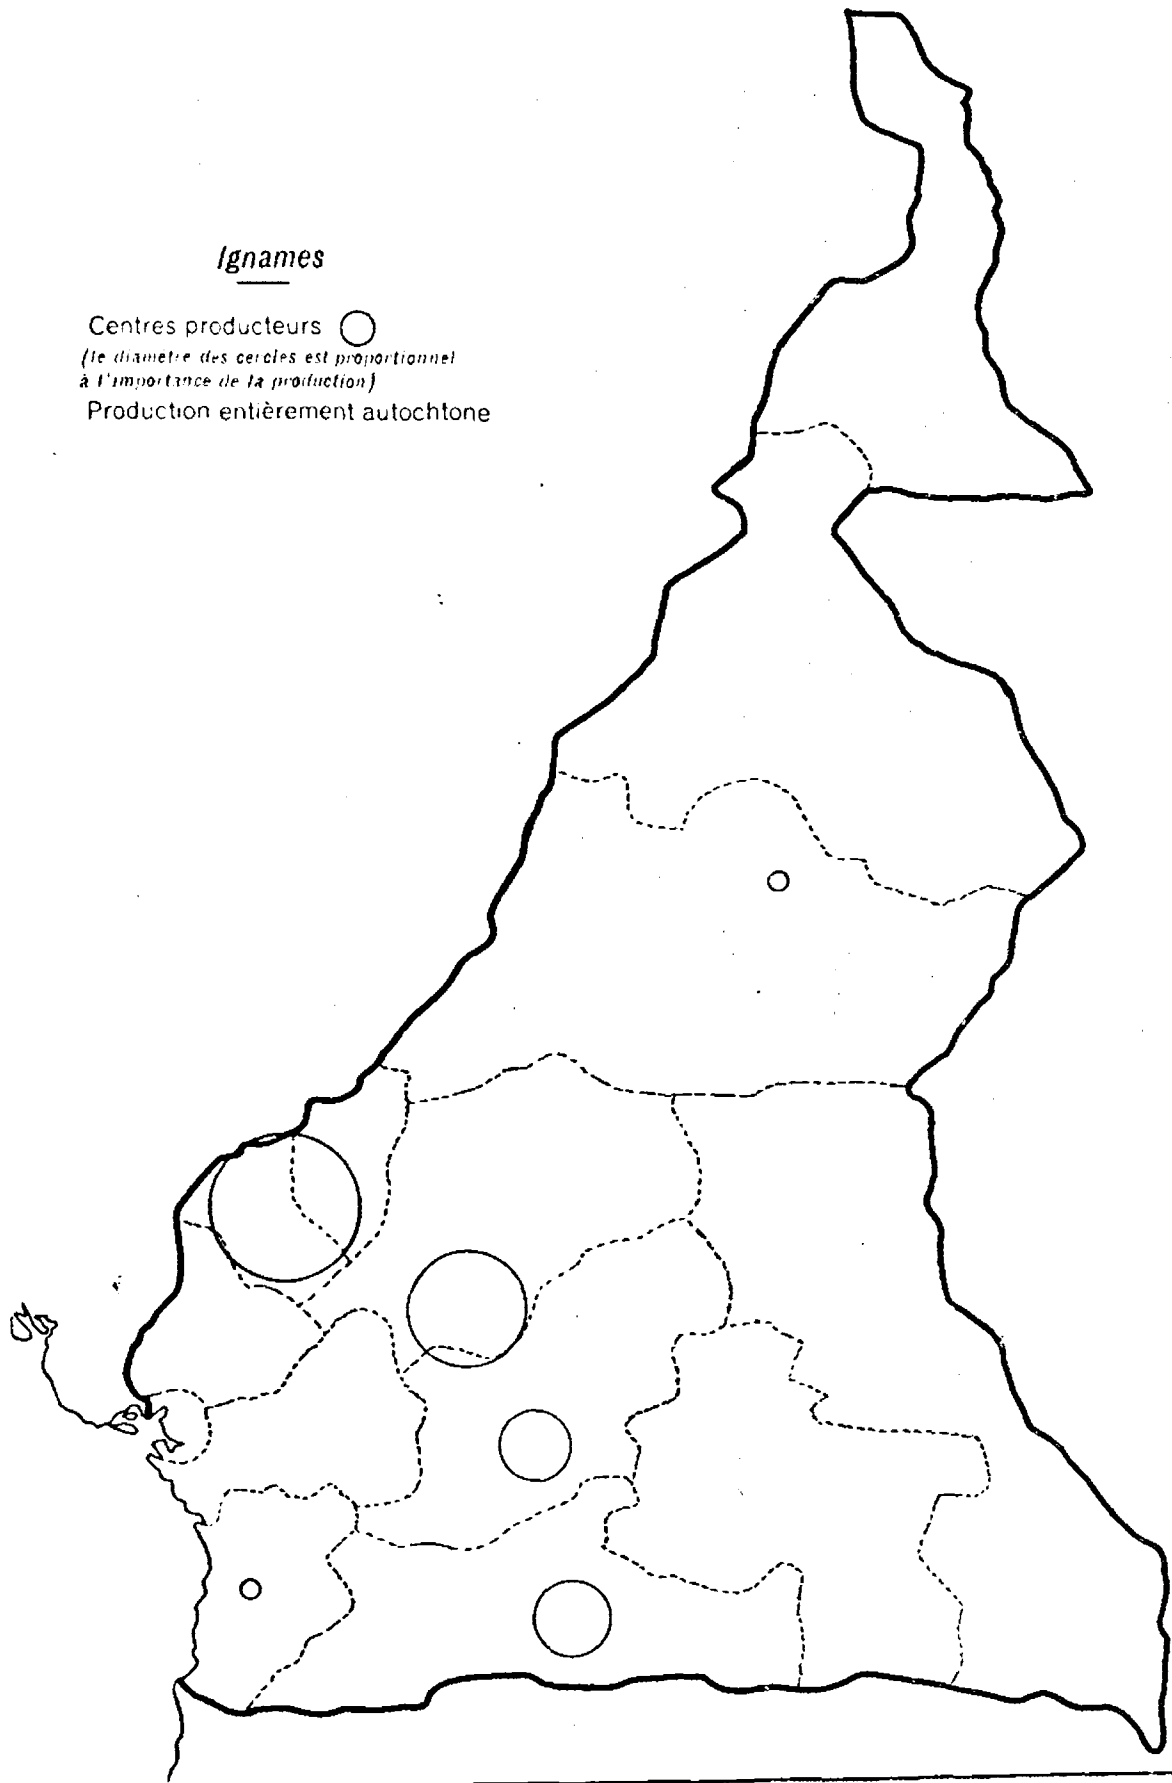 Ignames
Centres producteurs
(le diamètre des cercles est proportionnel
à l'importance de la production)
Production entièrement autochtone